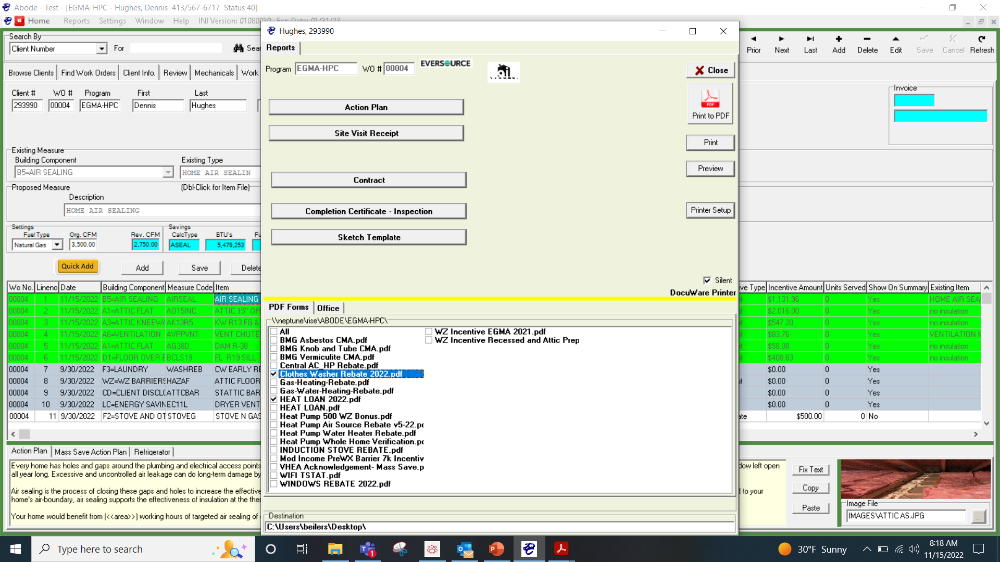 Abode - Test - [EGMA-HPC - Hughes, Dennis 413/567-6717 Status 40]
Home Reports Settings Window Help INI Version: 01080030 Exp Date: 01/31/23
Search By
Client Number For
Prior Next Last Add Delete Edit Save Cancel Refresh
Browse Clients Find Work Orders Client Info. Review Mechanicals Work
Client # WO # Program First Last
293990 00004 EGMA-HPC Dennis Hughes
Invoice
Existing Measure
Building Component Existing Type
B5=AIR SEALING HOME AIR SEALIN
Proposed Measure (Dbl-Click for Item File)
Description
HOME AIR SEALING
Settings Savings
Fuel Type Org. CFM Rev. CFM CalcType BTU's
Natural Gas 3,500.00 2,750.00 ASEAL 5,479,253
Quick Add Add Save Delete
Hughes, 293990
Reports
Program EGMA-HPC WO # 00004 EVERSOURCE
Close
Action Plan
PDF
Print to PDF
Site Visit Receipt
Print
Preview
Contract
Completion Certificate - Inspection
Printer Setup
Sketch Template
Silent
DocuWare Printer
Wo No. Lineno Date Building Component Measure Code Item Incentive Amount Units Served Show On Summary Existing Item
00004 1 11/15/2022 B5=AIR SEALING AIRSEAL AIR SEALING $1,131.96 0 Yes HOME AIR SEA
00004 2 11/15/2022 A1=ATTIC FLAT AO15INC ATTIC 15" OP $2,016.00 0 Yes no insulation
00004 3 11/15/2022 A3=ATTIC KNEEWA AK13R5 KW R13 FG & $547.20 0 Yes no insulation
00004 4 11/15/2022 A6=VENTILATION AVPPVNT VENT CHUTE $83.76 0 Yes VENTILATION N
00004 5 11/15/2022 A1=ATTIC FLAT AG38D DAM R-38 $58.08 0 Yes no insulation
00004 6 11/15/2022 D1=FLOOR OVER BCLS19 FL R19 SILL $408.83 0 Yes no insulation
00004 7 9/30/2022 F3=LAUNDRY WASHREB CW EARLY RE $0.00 0 Yes
00004 8 9/30/2022 WZ=WZ BARRIERS HAZAF ATTIC FLOOR $0.00 0 Yes
00004 9 9/30/2022 CD=CLIENT DISCL ATTCBAR STATTIC BAR $0.00 0 Yes
00004 10 9/30/2022 LC=ENERGY SAVIN EC11L DRYER VENT $0.00 0 Yes
00004 11 9/30/2022 F2=STOVE AND OT STOVEG STOVE N GAS $500.00 0 No
PDF Forms Office
\\neptune\rise\ABODE\EGMA-HPC\
All
BMG Asbestos CMA.pdf
BMG Knob and Tube CMA.pdf
BMG Vermiculite CMA.pdf
Central AC_HP Rebate.pdf
Clothes Washer Rebate 2022.pdf
Gas-Heating-Rebate.pdf
Gas-Water-Heating-Rebate.pdf
HEAT LOAN 2022.pdf
HEAT LOAN.pdf
Heat Pump 500 WZ Bonus.pdf
Heat Pump Air Source Rebate v5-22.pd
Heat Pump Water Heater Rebate.pdf
Heat Pump Whole Home Verification.pd
INDUCTION STOVE REBATE.pdf
Mod Income PreWX Barrier 7k Incentiv
VHEA Acknowledgement- Mass Save.p
WIFI TSTAT.pdf
WINDOWS REBATE 2022.pdf
WZ Incentive EGMA 2021.pdf
WZ Incentive Recessed and Attic Prep
Destination
C:\Users\beilers\Desktop\
Action Plan Mass Save Action Plan Refrigerator
Every home has holes and gaps around the plumbing and electrical access points
all year long. Excessive and uncontrolled air leakage can do long-term damage by
Air sealing is the process of closing these gaps and holes to increase the effective
home's air-boundary, air sealing supports the effectiveness of insulation at the ther
Your home would benefit from (<<area>>) working hours of targeted air sealing of
dow left open
to your
Fix Text
Copy
Paste
Image File
IMAGES\ATTIC AS.JPG
Type here to search
1
30°F Sunny
8:18 AM
11/15/2022